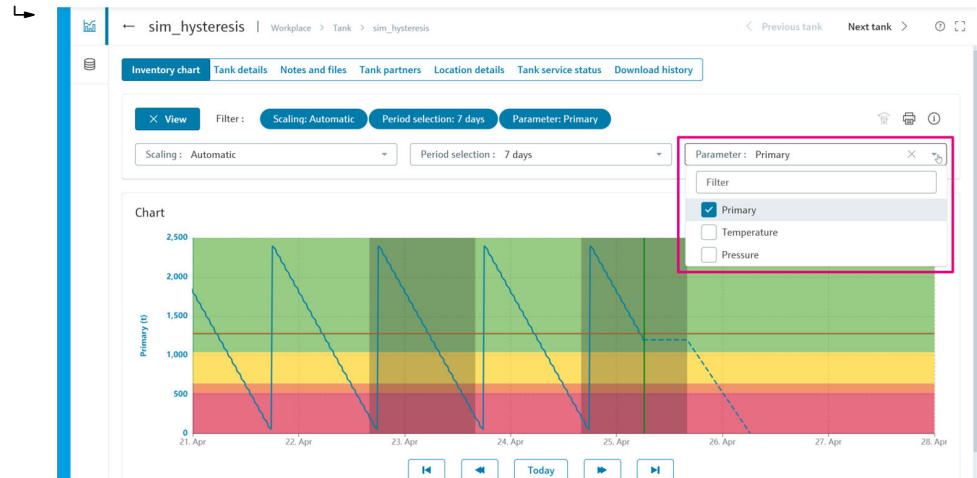 ← sim_hysteresis | Workplace > Tank > sim_hysteresis < Previous tank Next tank >
Inventory chart Tank details Notes and files Tank partners Location details Tank service status Download history
× View Filter : Scaling: Automatic Period selection: 7 days Parameter: Primary
Scaling : Automatic Period selection : 7 days Parameter : Primary ×
Filter
Primary
Temperature
Pressure
Chart
2,500
2,000
1,500
1,000
500
0
Primary (t)
21. Apr 22. Apr 23. Apr 24. Apr 25. Apr 26. Apr 27. Apr 28. Apr
Today